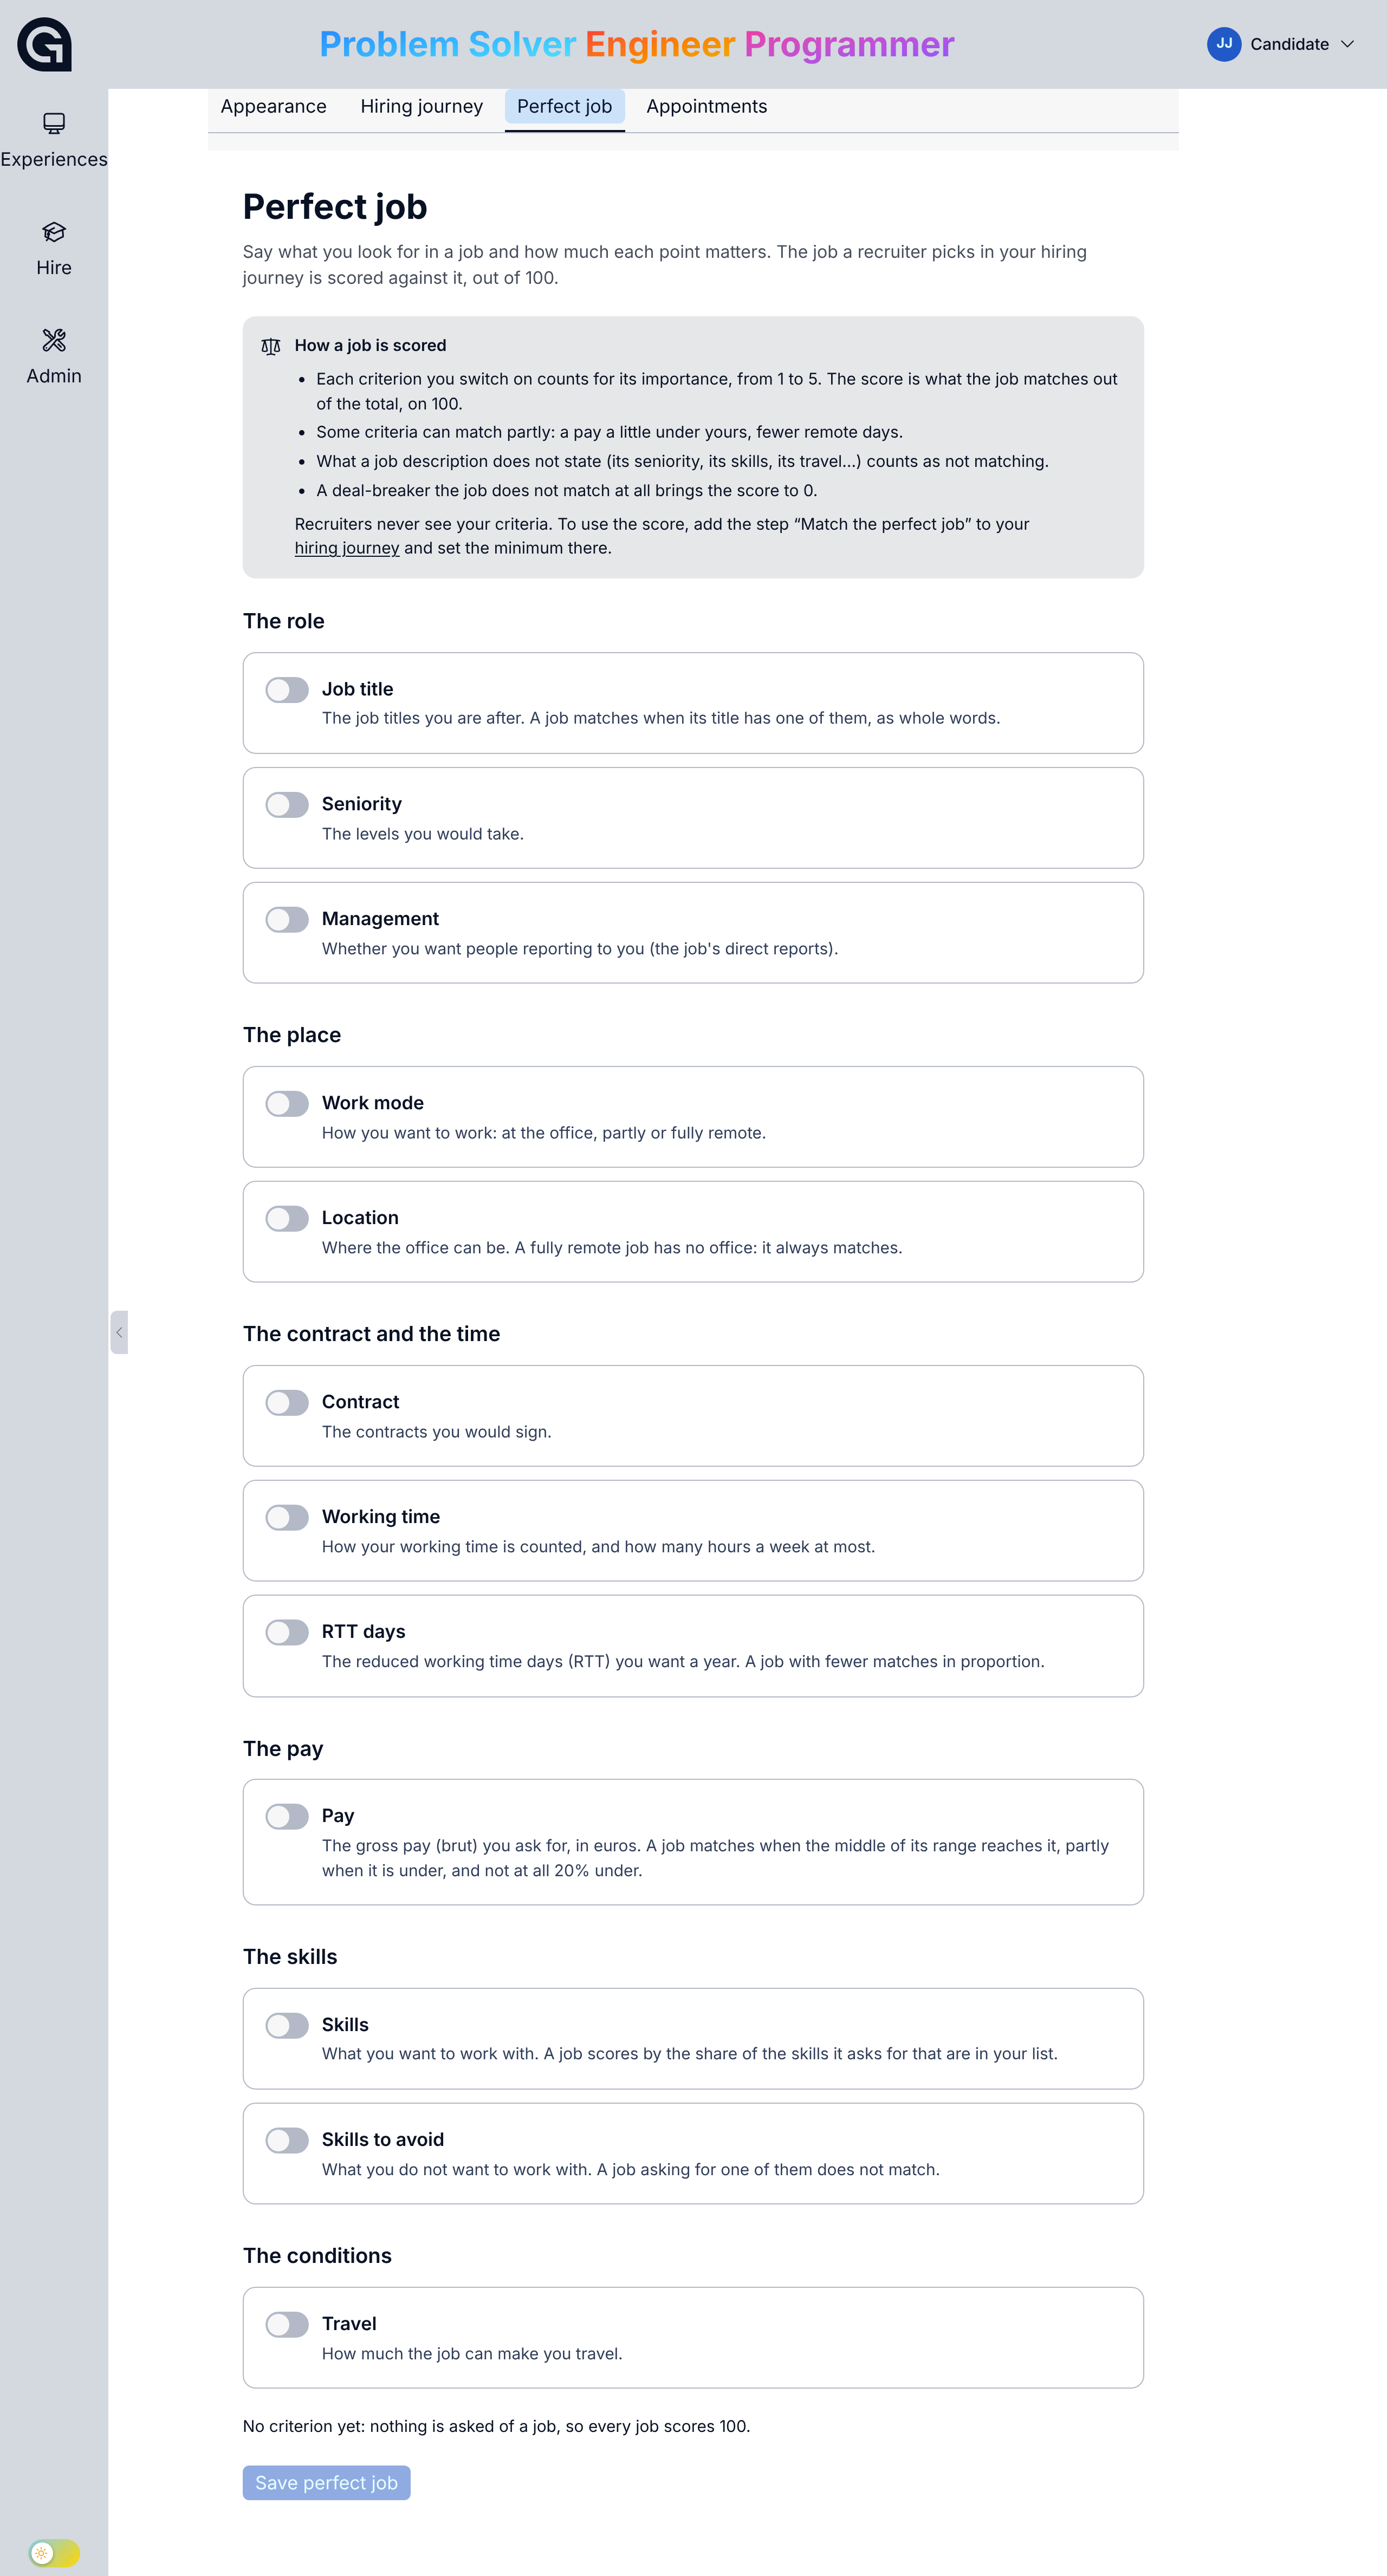 Problem Solver Engineer Programmer
JJ Candidate
Experiences
Hire
Admin
Appearance Hiring journey Perfect job Appointments
Perfect job
Say what you look for in a job and how much each point matters. The job a recruiter picks in your hiring
journey is scored against it, out of 100.
How a job is scored
• Each criterion you switch on counts for its importance, from 1 to 5. The score is what the job matches out
of the total, on 100.
• Some criteria can match partly: a pay a little under yours, fewer remote days.
• What a job description does not state (its seniority, its skills, its travel...) counts as not matching.
• A deal-breaker the job does not match at all brings the score to 0.
Recruiters never see your criteria. To use the score, add the step “Match the perfect job” to your
hiring journey and set the minimum there.
The role
Job title
The job titles you are after. A job matches when its title has one of them, as whole words.
Seniority
The levels you would take.
Management
Whether you want people reporting to you (the job's direct reports).
The place
Work mode
How you want to work: at the office, partly or fully remote.
Location
Where the office can be. A fully remote job has no office: it always matches.
The contract and the time
Contract
The contracts you would sign.
Working time
How your working time is counted, and how many hours a week at most.
RTT days
The reduced working time days (RTT) you want a year. A job with fewer matches in proportion.
The pay
Pay
The gross pay (brut) you ask for, in euros. A job matches when the middle of its range reaches it, partly
when it is under, and not at all 20% under.
The skills
Skills
What you want to work with. A job scores by the share of the skills it asks for that are in your list.
Skills to avoid
What you do not want to work with. A job asking for one of them does not match.
The conditions
Travel
How much the job can make you travel.
No criterion yet: nothing is asked of a job, so every job scores 100.
Save perfect job